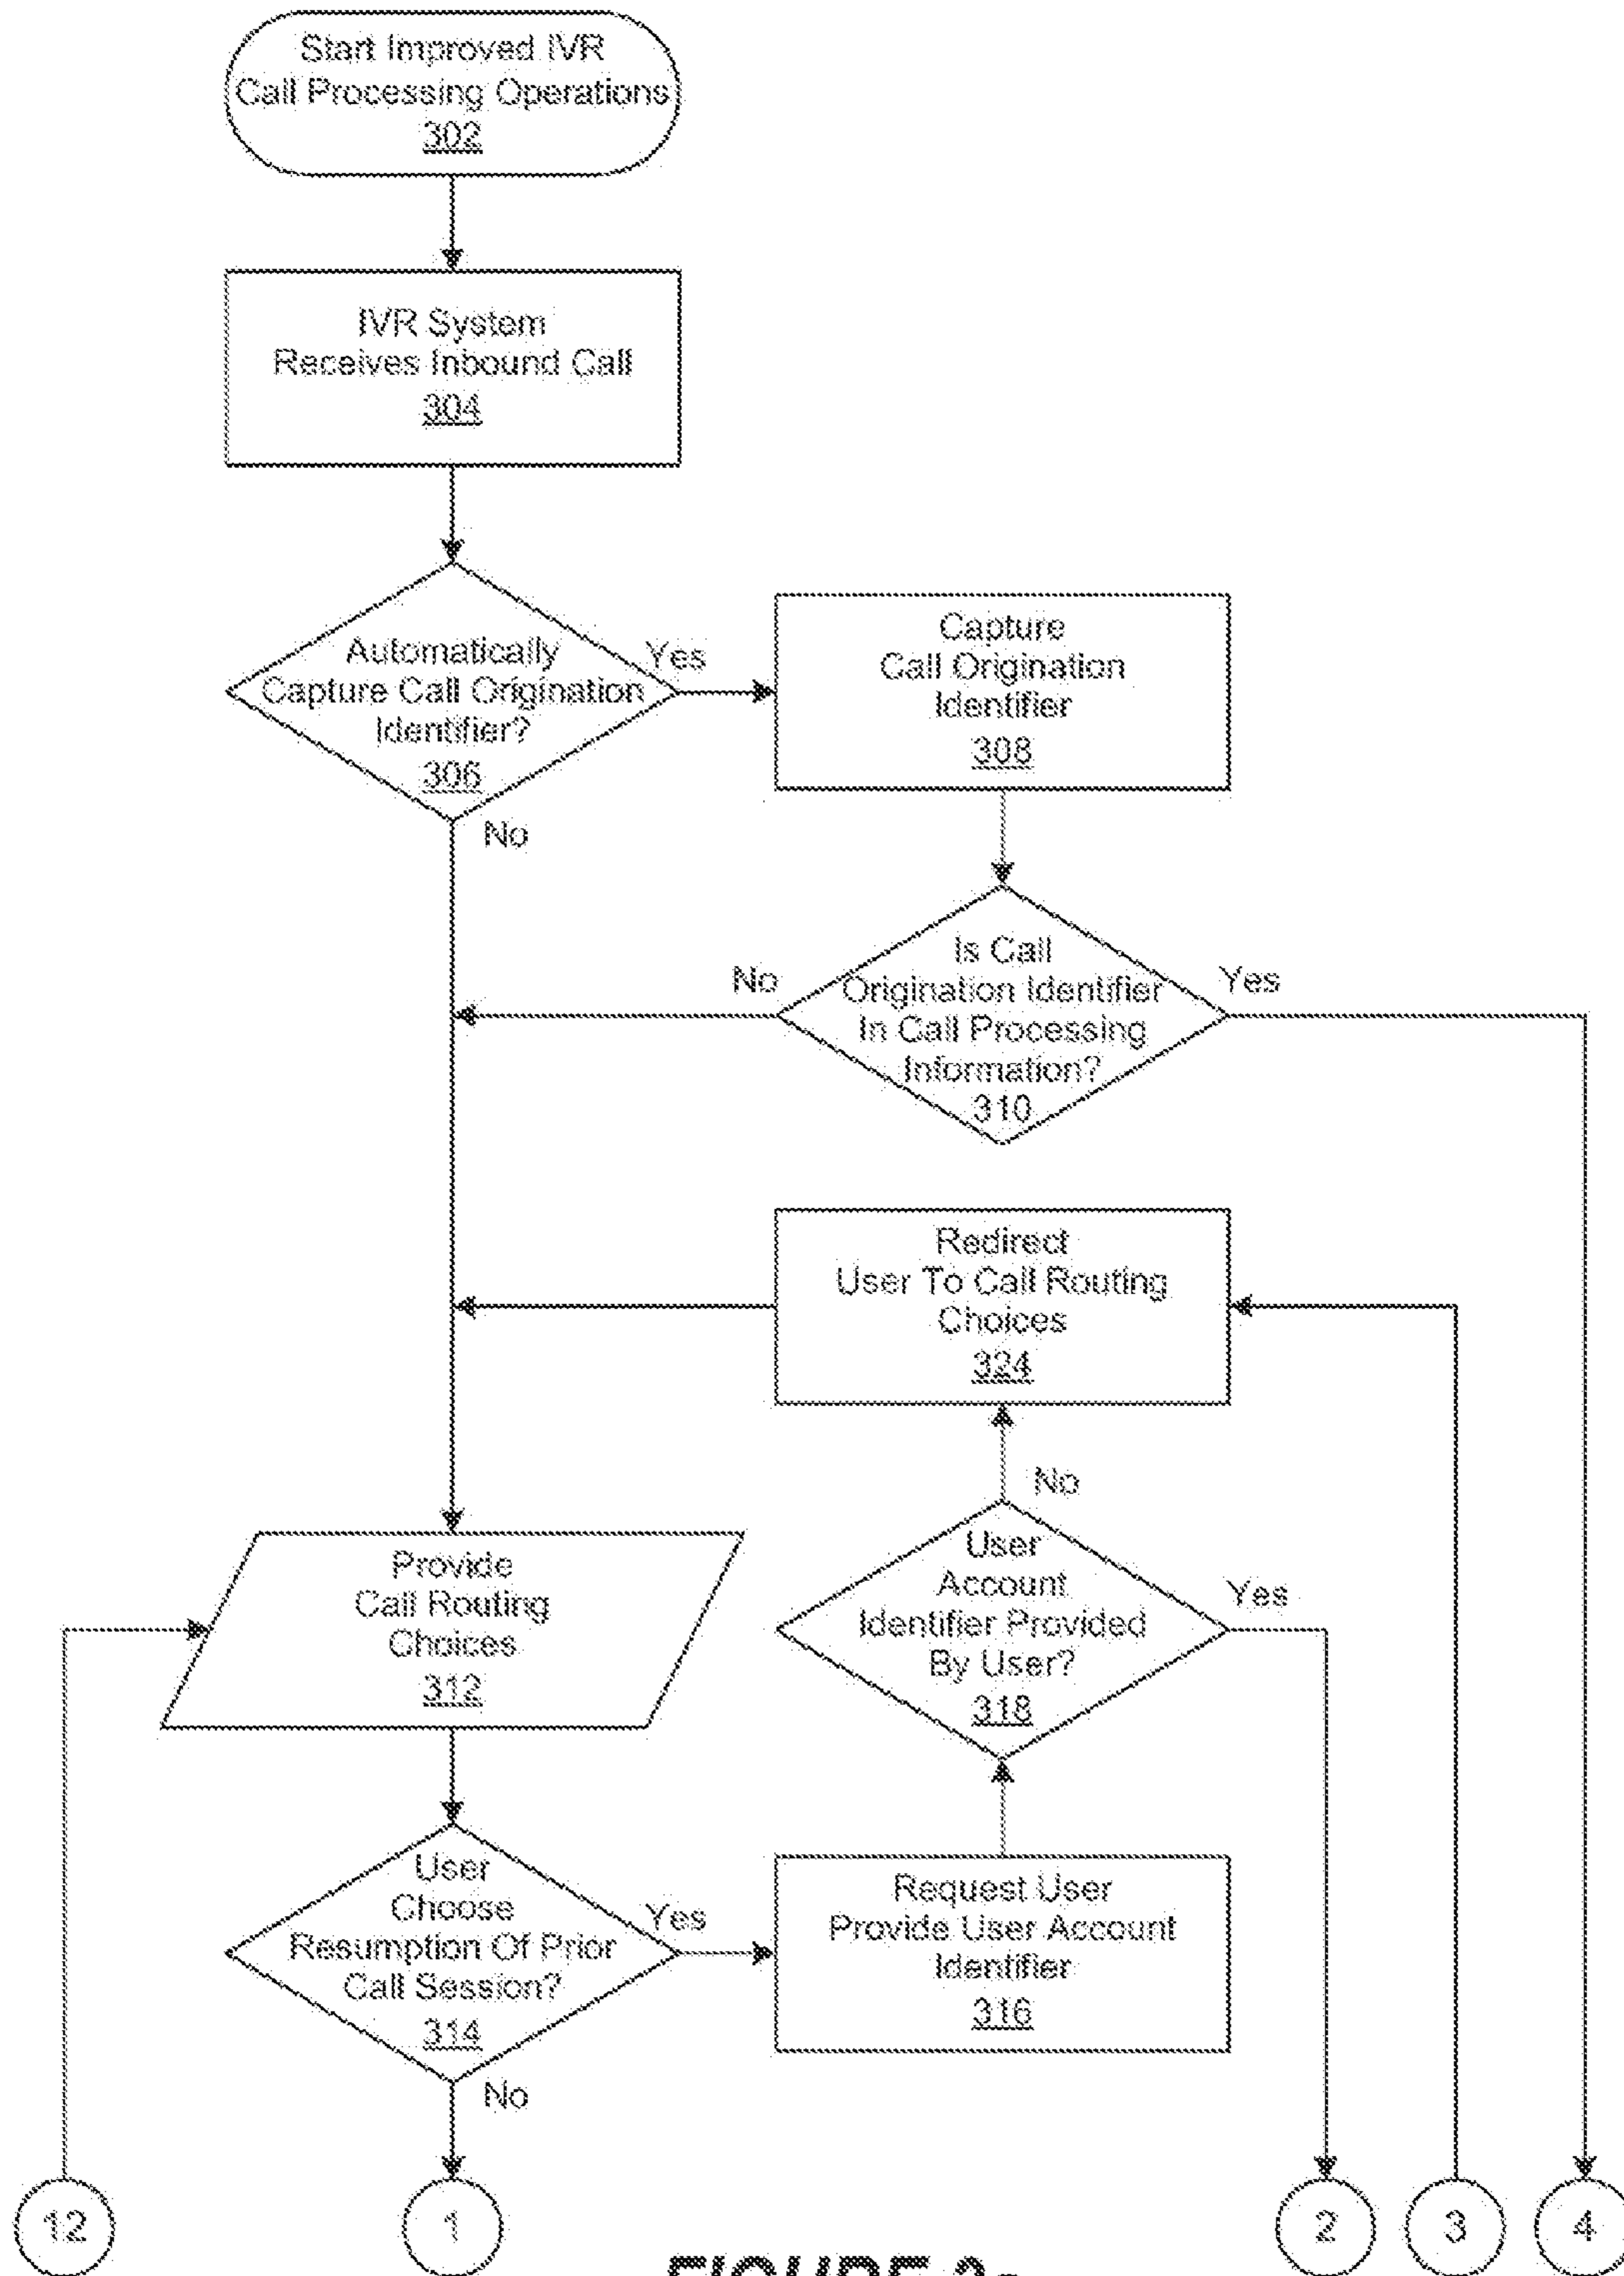 Start Improved IVR
Call Processing Operations
302
IVR System
Receives Inbound Call
304
Automatically
Capture Call Origination
Identifier?
306
Yes
No
Capture
Call Origination
Identifier
308
Is Call
Origination Identifier
In Call Processing
Information?
310
No
Yes
Redirect
User To Call Routing
Choices
324
No
User
Account
Identifier Provided
By User?
318
Yes
Provide
Call Routing
Choices
312
User
Choose
Resumption Of Prior
Call Session?
314
Yes
No
Request User
Provide User Account
Identifier
316
12
1
2
3
4